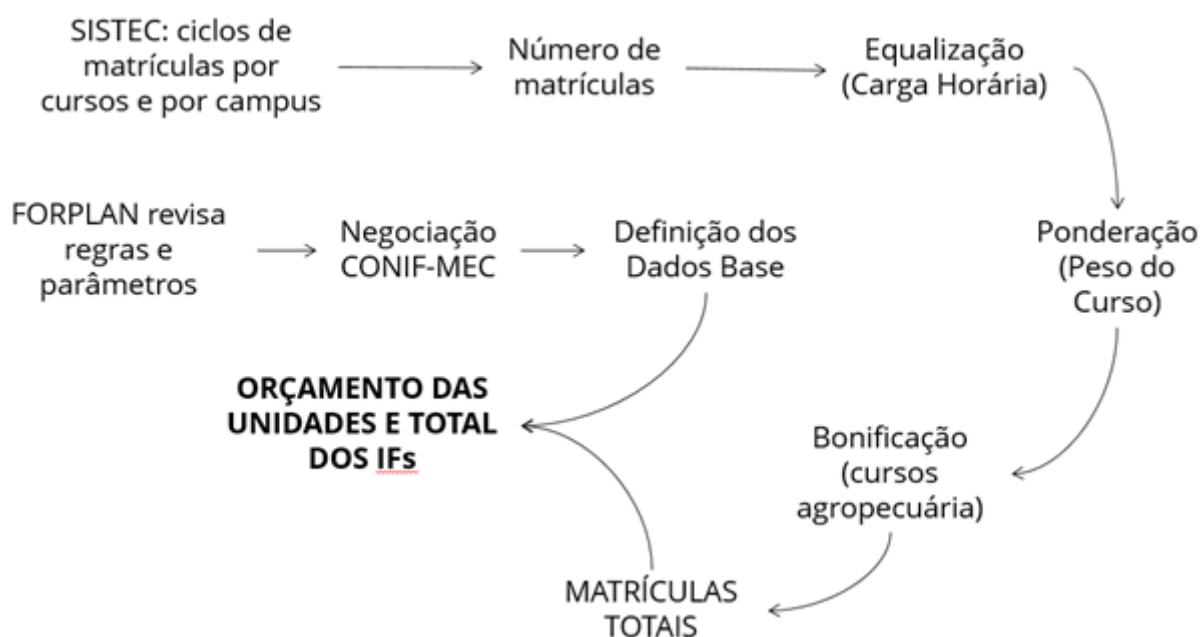 SISTEC: ciclos de
matrículas por
cursos e por campus
Número de
matrículas
Equalização
(Carga Horária)
FORPLAN revisa
regras e
parâmetros
Negociação
CONIF-MEC
Definição dos
Dados Base
Ponderação
(Peso do
Curso)
ORÇAMENTO DAS
UNIDADES E TOTAL
DOS IFs
Bonificação
(cursos
agropecuária)
MATRÍCULAS
TOTAIS